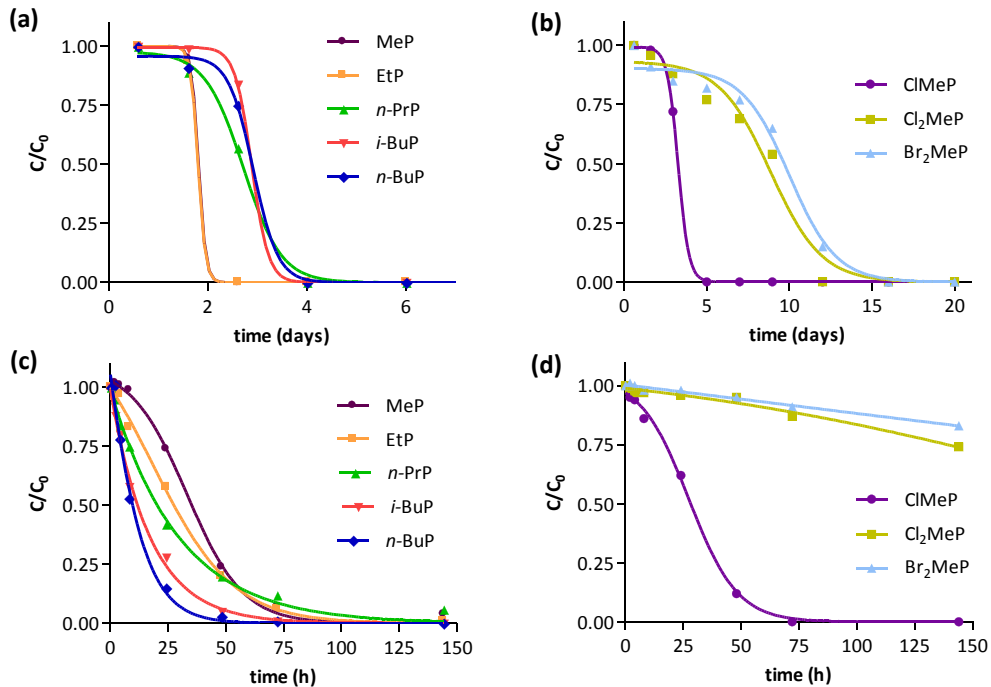 (a)
C/C₀
1.00
0.75
0.50
0.25
0.00
0
2
4
6
time (days)
MeP
EtP
n-PrP
i-BuP
n-BuP
(b)
C/C₀
1.00
0.75
0.50
0.25
0.00
0
5
10
15
20
time (days)
ClMeP
Cl₂MeP
Br₂MeP
(c)
C/C₀
1.00
0.75
0.50
0.25
0.00
0
25
50
75
100
125
150
time (h)
MeP
EtP
n-PrP
i-BuP
n-BuP
(d)
C/C₀
1.00
0.75
0.50
0.25
0.00
0
25
50
75
100
125
150
time (h)
ClMeP
Cl₂MeP
Br₂MeP